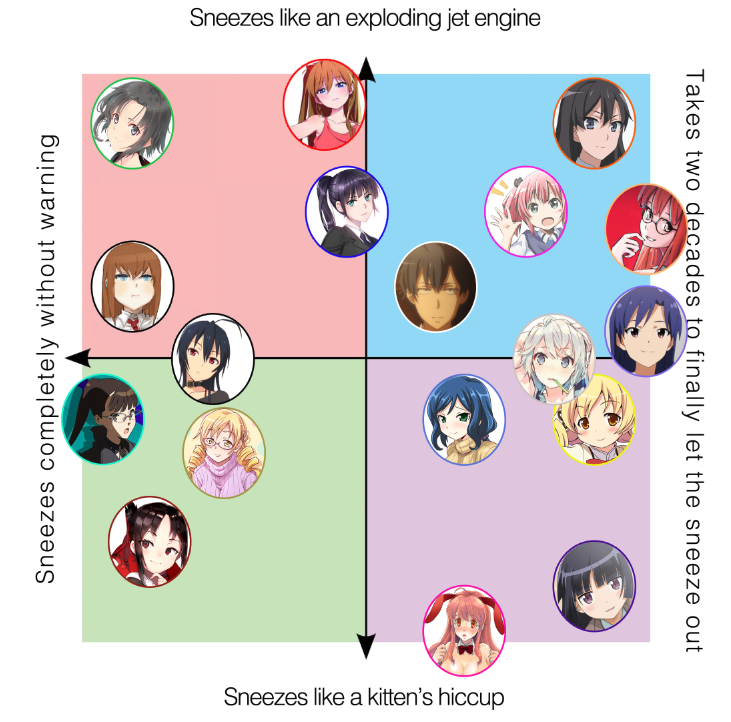 Sneezes like an exploding jet engine
Sneezes completely without warning
Takes two decades to finally let the sneeze out
Sneezes like a kitten's hiccup